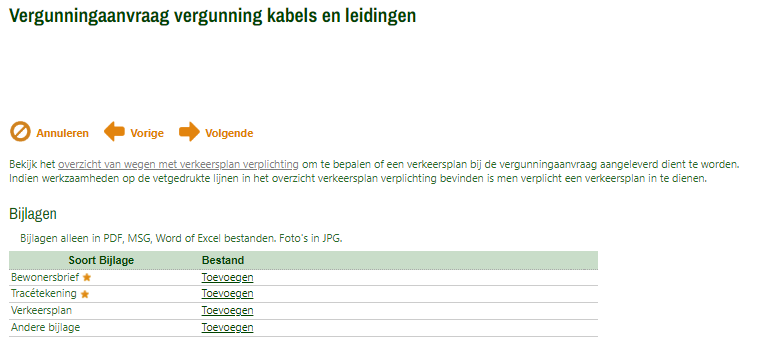 Vergunningaanvraag vergunning kabels en leidingen
Annuleren Vorige Volgende
Bekijk het overzicht van wegen met verkeersplan verplichting om te bepalen of een verkeersplan bij de vergunningaanvraag aangeleverd dient te worden.
Indien werkzaamheden op de vetgedrukte lijnen in het overzicht verkeersplan verplichting bevinden is men verplicht een verkeersplan in te dienen.
Bijlagen
Bijlagen alleen in PDF, MSG, Word of Excel bestanden. Foto's in JPG.
Soort Bijlage Bestand
Bewonersbrief Toevoegen
Tracétekening Toevoegen
Verkeersplan Toevoegen
Andere bijlage Toevoegen